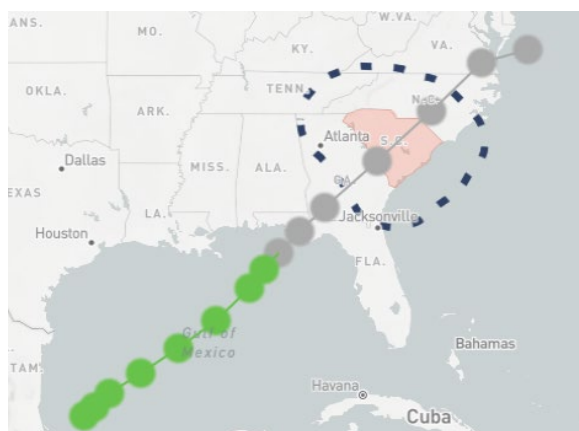 W.VA.
ANS.
MO.
KY.
VA.
OKLA.
TENN.
N.C.
ARK.
Atlanta
S.C.
Dallas
MISS.
ALA.
GA.
EXAS
LA.
Jacksonville
Houston
FLA.
Gulf of
Mexico
Bahamas
TAM.
Havana
Cuba